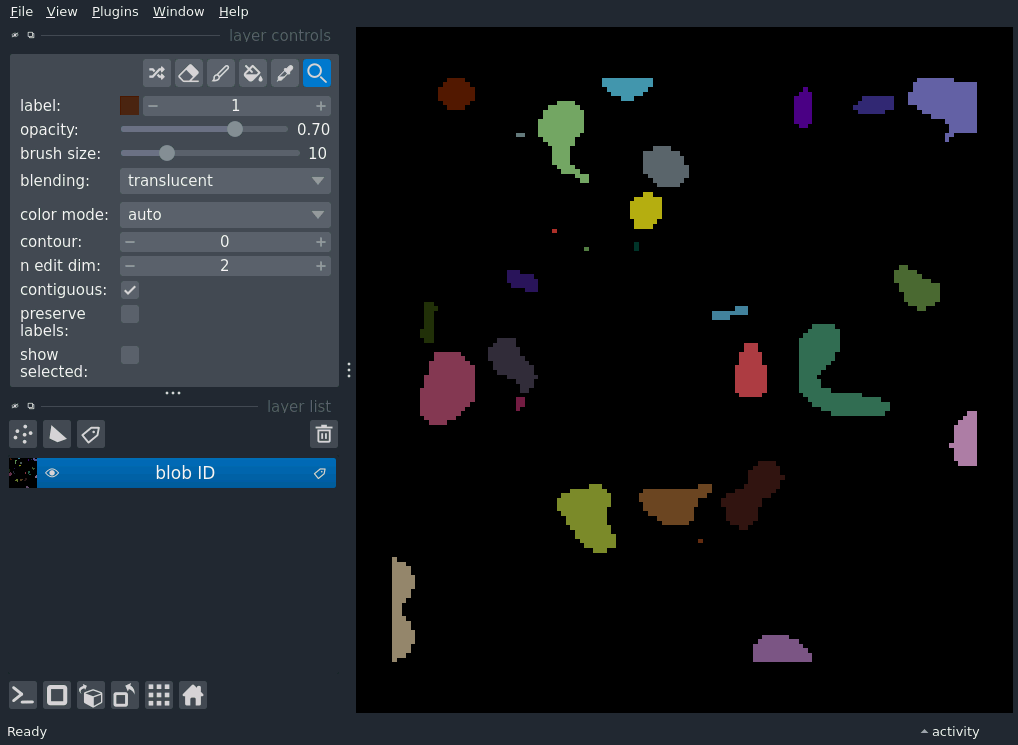 File View Plugins Window Help
layer controls
label: 1
opacity: 0.70
brush size: 10
blending: translucent
color mode: auto
contour: 0
n edit dim: 2
contiguous:
preserve
labels:
show
selected:
layer list
blob ID
Ready
activity